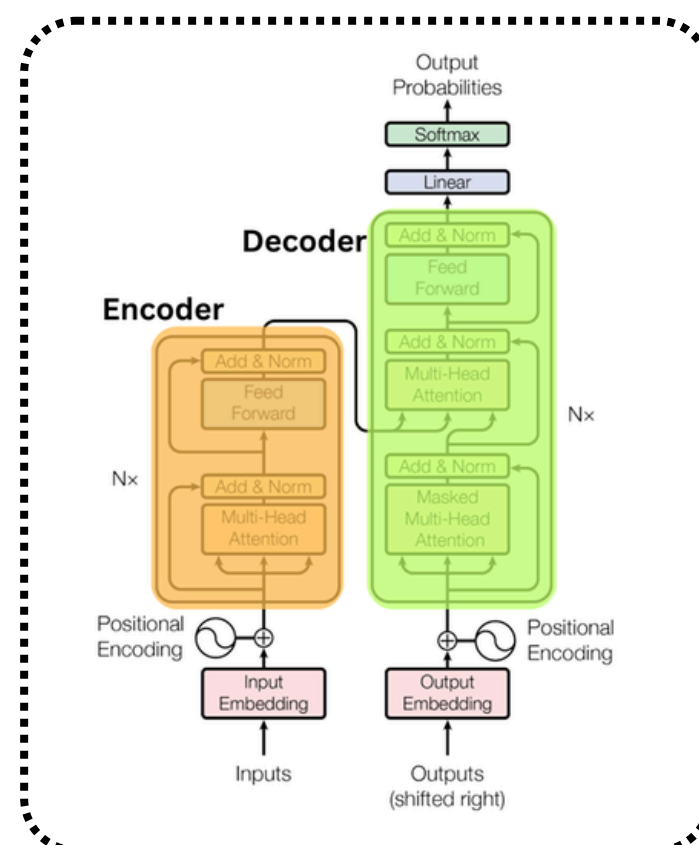 Output
Probabilities
Softmax
Linear
Decoder
Add & Norm
Feed
Forward
Add & Norm
Multi-Head
Attention
N×
Add & Norm
Masked
Multi-Head
Attention
Encoder
Add & Norm
Feed
Forward
N×
Add & Norm
Multi-Head
Attention
Positional
Encoding
Positional
Encoding
Input
Embedding
Output
Embedding
Inputs
Outputs
(shifted right)